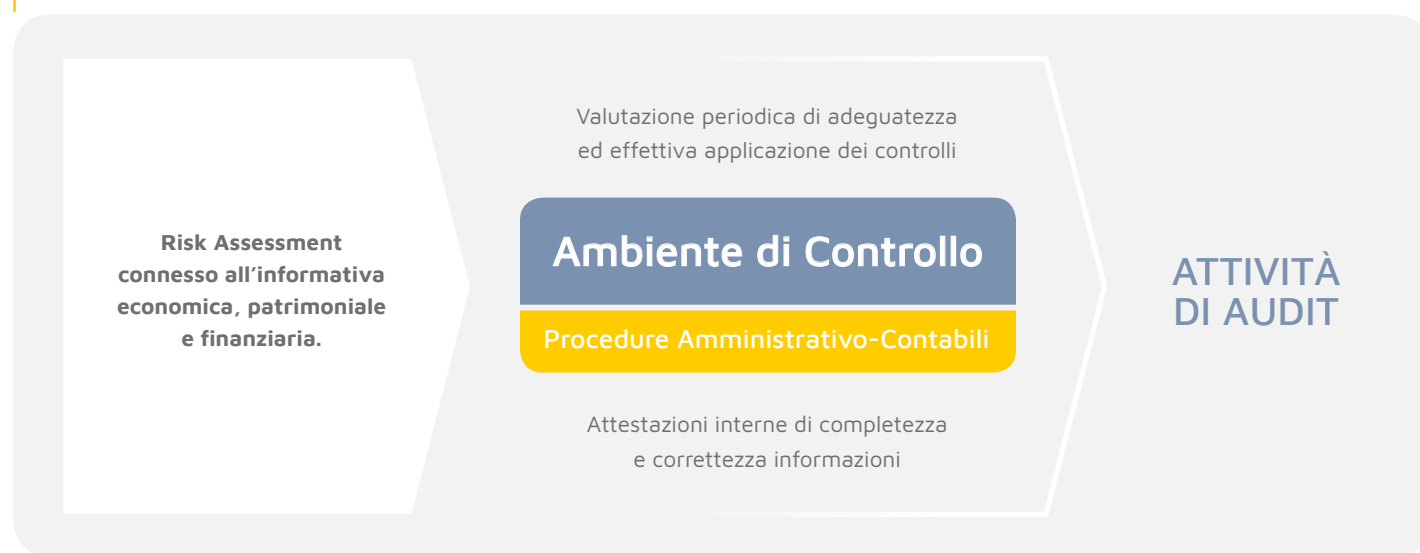 Risk Assessment
connesso all’informativa
economica, patrimoniale
e finanziaria.
Valutazione periodica di adeguatezza
ed effettiva applicazione dei controlli
Ambiente di Controllo
Procedure Amministrativo-Contabili
Attestazioni interne di completezza
e correttezza informazioni
ATTIVITÀ
DI AUDIT